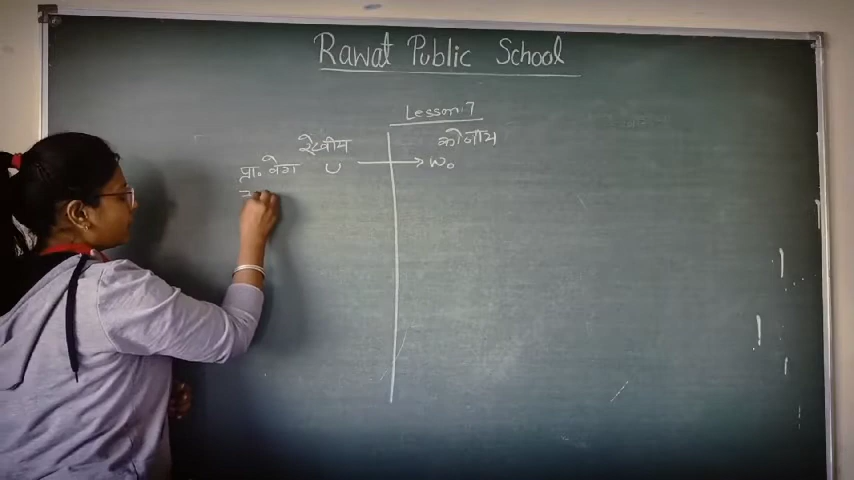 Rawat Public School
Lesson:7
रेखीय कोणीय
प्रा. वेग u → ω₀